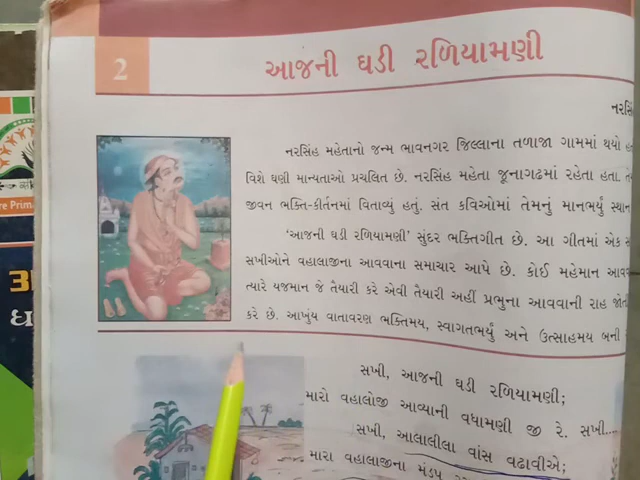 2
આજની ઘડી રળિયામણી
નરસિંહ મહેતાનો જન્મ ભાવનગર જિલ્લાના તળાજા ગામમાં થયો
વિશે ઘણી માન્યતાઓ પ્રચલિત છે. નરસિંહ મહેતા જૂનાગઢમાં રહેતા હતા.
જીવન ભક્તિ-કીર્તનમાં વિતાવ્યું હતું. સંત કવિઓમાં તેમનું માનભર્યું સ્થાન
'આજની ઘડી રળિયામણી' સુંદર ભક્તિગીત છે. આ ગીતમાં એક
સખીઓને વહાલાજીના આવવાના સમાચાર આપે છે. કોઈ મહેમાન
ત્યારે યજમાન જે તૈયારી કરે એવી તૈયારી અહીં પ્રભુના આવવાની રાહ
કરે છે. આખુંય વાતાવરણ ભક્તિમય, સ્વાગતભર્યું અને ઉત્સાહમય બની
સખી, આજની ઘડી રળિયામણી;
મારો વહાલોજી આવ્યાની વધામણી જી રે. સખી....
સખી, આલાલીલા વાંસ વઢાવીએ;
મારા વહાલાજીના મંડપ